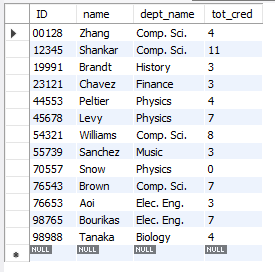 ID name dept_name tot_cred
00128 Zhang Comp. Sci. 4
12345 Shankar Comp. Sci. 11
19991 Brandt History 3
23121 Chavez Finance 3
44553 Peltier Physics 4
45678 Levy Physics 7
54321 Williams Comp. Sci. 8
55739 Sanchez Music 3
70557 Snow Physics 0
76543 Brown Comp. Sci. 7
76653 Aoi Elec. Eng. 3
98765 Bourikas Elec. Eng. 7
98988 Tanaka Biology 4
NULL NULL NULL NULL